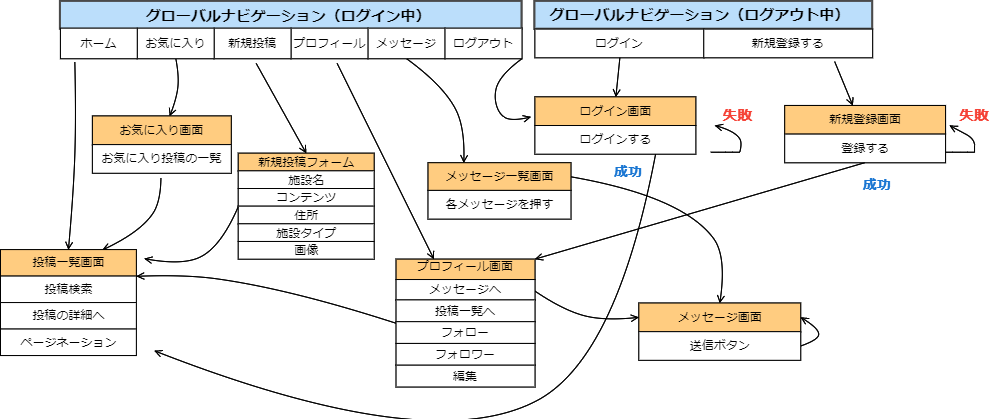 グローバルナビゲーション（ログイン中）
ホーム
お気に入り
新規投稿
プロフィール
メッセージ
ログアウト
グローバルナビゲーション（ログアウト中）
ログイン
新規登録する
お気に入り画面
お気に入り投稿の一覧
新規投稿フォーム
施設名
コンテンツ
住所
施設タイプ
画像
メッセージ一覧画面
各メッセージを押す
ログイン画面
ログインする
失敗
成功
新規登録画面
登録する
失敗
成功
投稿一覧画面
投稿検索
投稿の詳細へ
ページネーション
プロフィール画面
メッセージへ
投稿一覧へ
フォロー
フォロワー
編集
メッセージ画面
送信ボタン